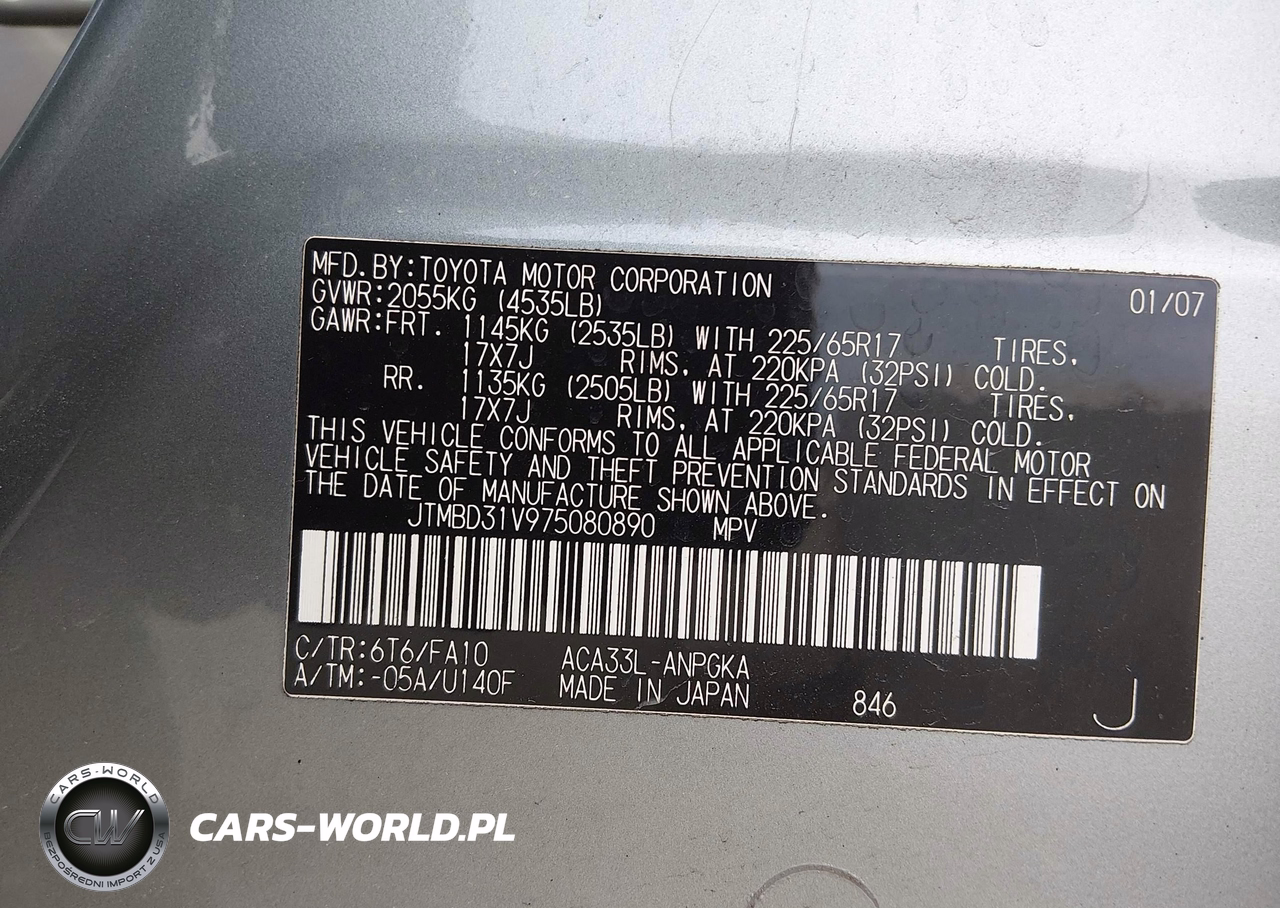 MFD.BY:TOYOTA MOTOR CORPORATION 01/07
GVWR:2055KG (4535LB)
GAWR:FRT. 1145KG (2535LB) WITH 225/65R17 TIRES,
17X7J RIMS, AT 220KPA (32PSI) COLD.
RR. 1135KG (2505LB) WITH 225/65R17 TIRES,
17X7J RIMS, AT 220KPA (32PSI) COLD.
THIS VEHICLE CONFORMS TO ALL APPLICABLE FEDERAL MOTOR
VEHICLE SAFETY AND THEFT PREVENTION STANDARDS IN EFFECT ON
THE DATE OF MANUFACTURE SHOWN ABOVE.
JTMBD31V975080890 MPV
C/TR:6T6/FA10 ACA33L-ANPGKA
A/TM:-05A/U140F MADE IN JAPAN 846 J
CARS-WORLD
CW
BEZPOŚREDNI IMPORT Z USA
CARS-WORLD.PL